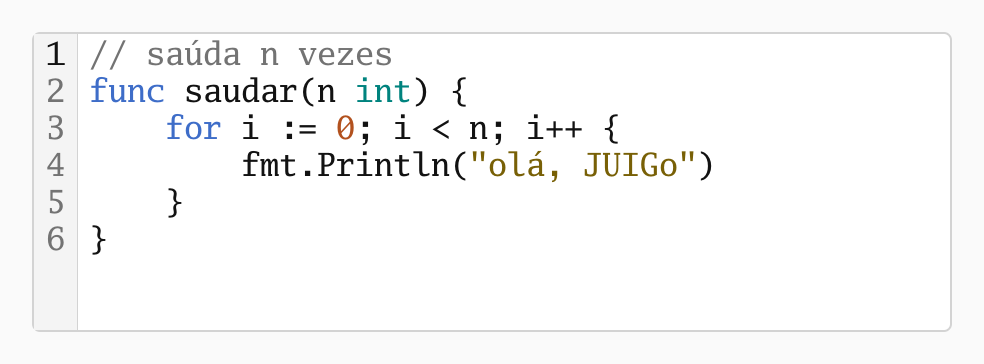 1 // saúda n vezes
2 func saudar(n int) {
3     for i := 0; i < n; i++ {
4         fmt.Println("olá, JUIGo")
5     }
6 }